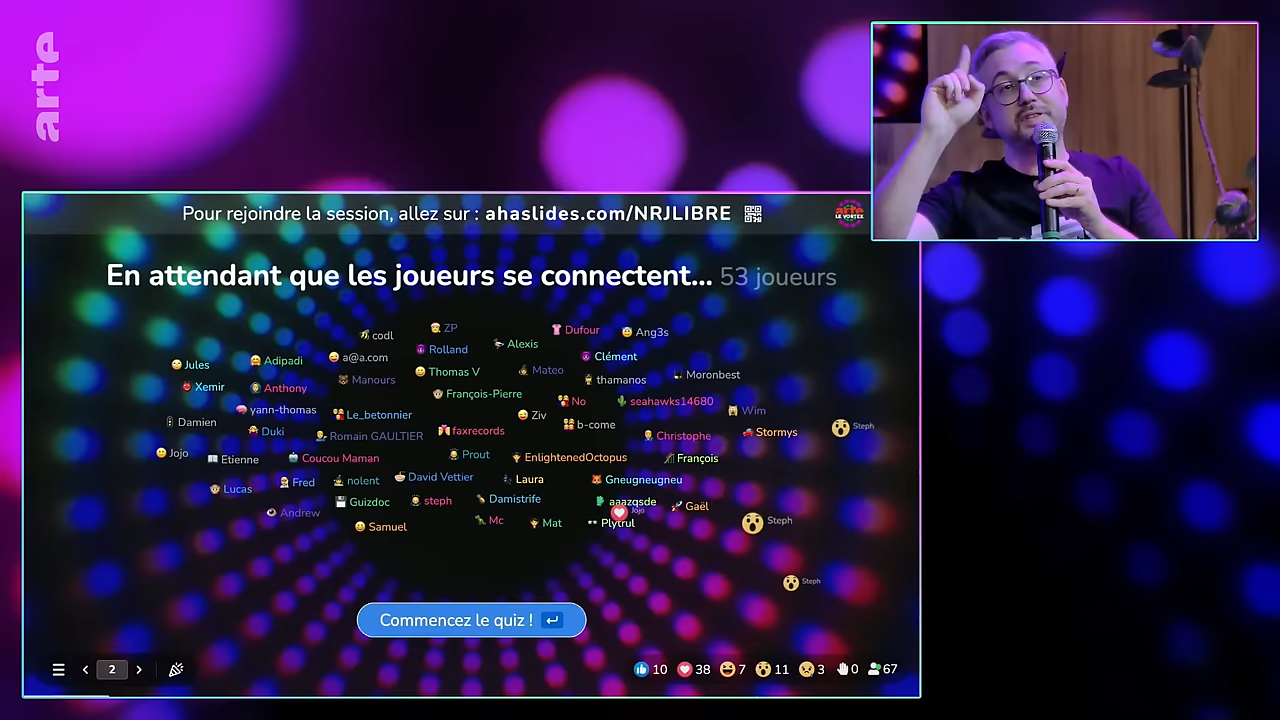 arte
Pour rejoindre la session, allez sur : ahaslides.com/NRJLIBRE
arte
LE VORTEX
En attendant que les joueurs se connectent... 53 joueurs
codl
ZP
Dufour
Ang3s
Jules
Adipadi
a@a.com
Rolland
Alexis
Clément
Xemir
Anthony
Manours
Thomas V
Mateo
thamanos
Moronbest
François-Pierre
Damien
yann-thomas
Le_betonnier
Ziv
No
seahawks14680
Wim
Duki
Romain GAULTIER
faxrecords
b-come
Christophe
Stormys
Steph
Jojo
Etienne
Coucou Maman
Prout
EnlightenedOctopus
François
Lucas
Fred
nolent
David Vettier
Laura
Gneugneugneu
Andrew
Guizdoc
steph
Damistrife
aaazqsde
Gaël
Jojo
Samuel
Mc
Mat
Plytrul
Steph
Steph
Commencez le quiz !
2
10 38 7 11 3 0 67